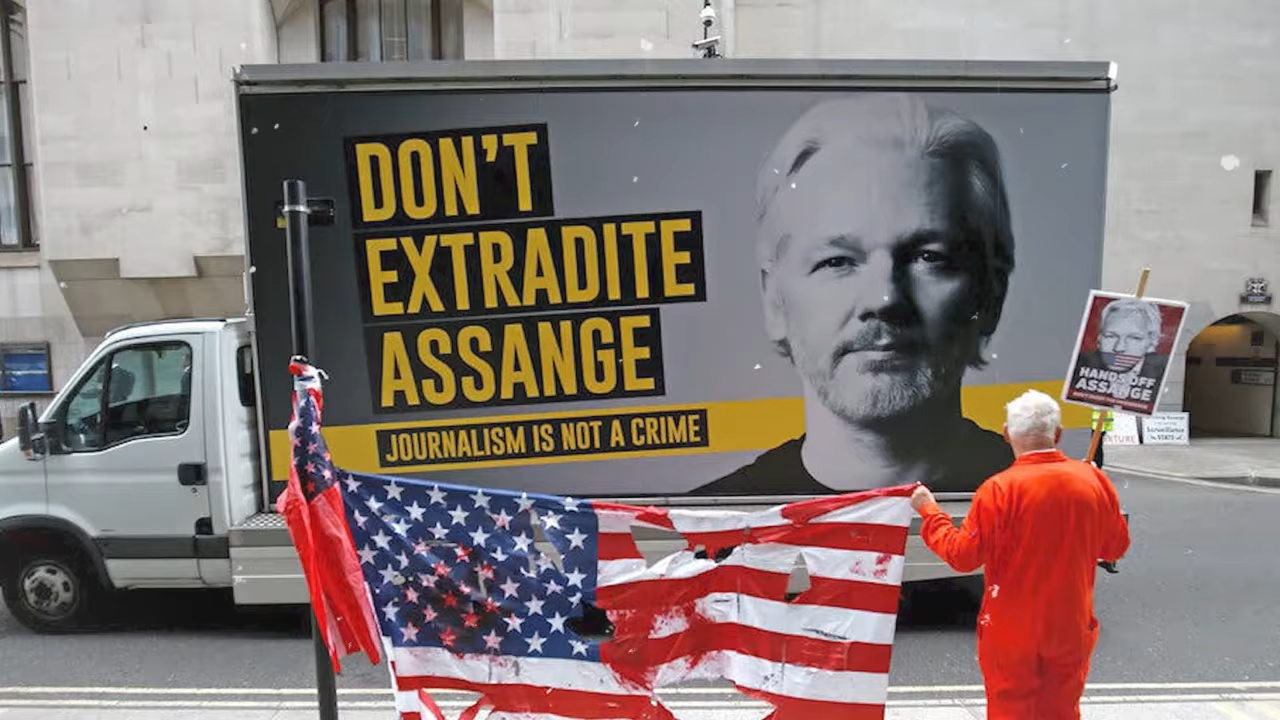 DON'T
EXTRADITE
ASSANGE
JOURNALISM IS NOT A CRIME
HANDS OFF
ASSANGE